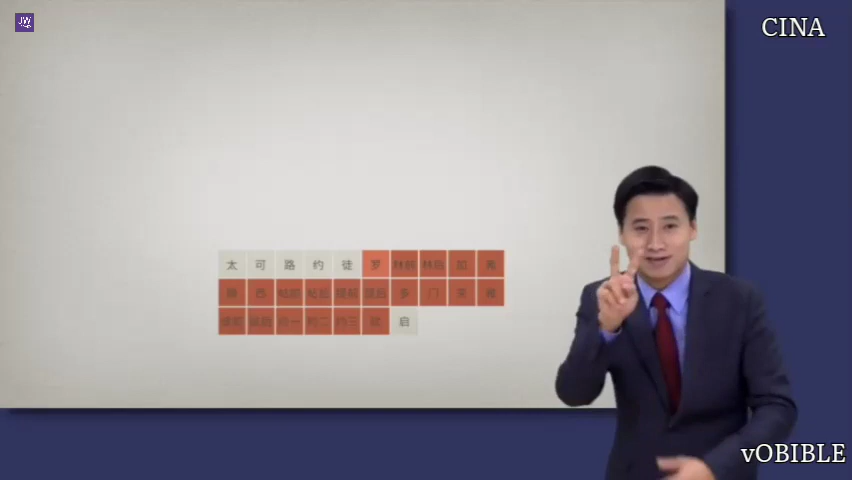 JW
CINA
太 可 路 约 徒 罗 林前 林后 加 弗
腓 西 帖前 帖后 提前 提后 多 门 来 雅
彼前 彼后 约一 约二 约三 犹 启
vOBIBLE